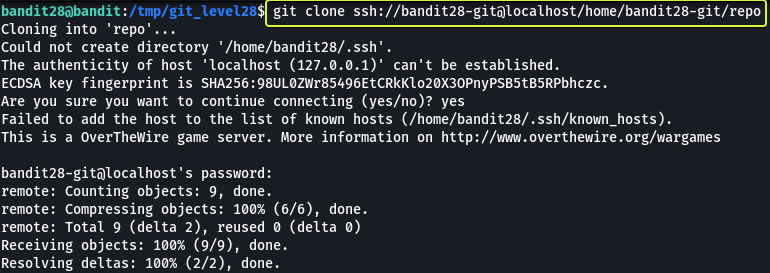 bandit28@bandit:/tmp/git_level28$ git clone ssh://bandit28-git@localhost/home/bandit28-git/repo
Cloning into 'repo'...
Could not create directory '/home/bandit28/.ssh'.
The authenticity of host 'localhost (127.0.0.1)' can't be established.
ECDSA key fingerprint is SHA256:98UL0ZWr85496EtCRkKlo20X3OPnyPSB5tB5RPbhczc.
Are you sure you want to continue connecting (yes/no)? yes
Failed to add the host to the list of known hosts (/home/bandit28/.ssh/known_hosts).
This is a OverTheWire game server. More information on http://www.overthewire.org/wargames
bandit28-git@localhost's password:
remote: Counting objects: 9, done.
remote: Compressing objects: 100% (6/6), done.
remote: Total 9 (delta 2), reused 0 (delta 0)
Receiving objects: 100% (9/9), done.
Resolving deltas: 100% (2/2), done.